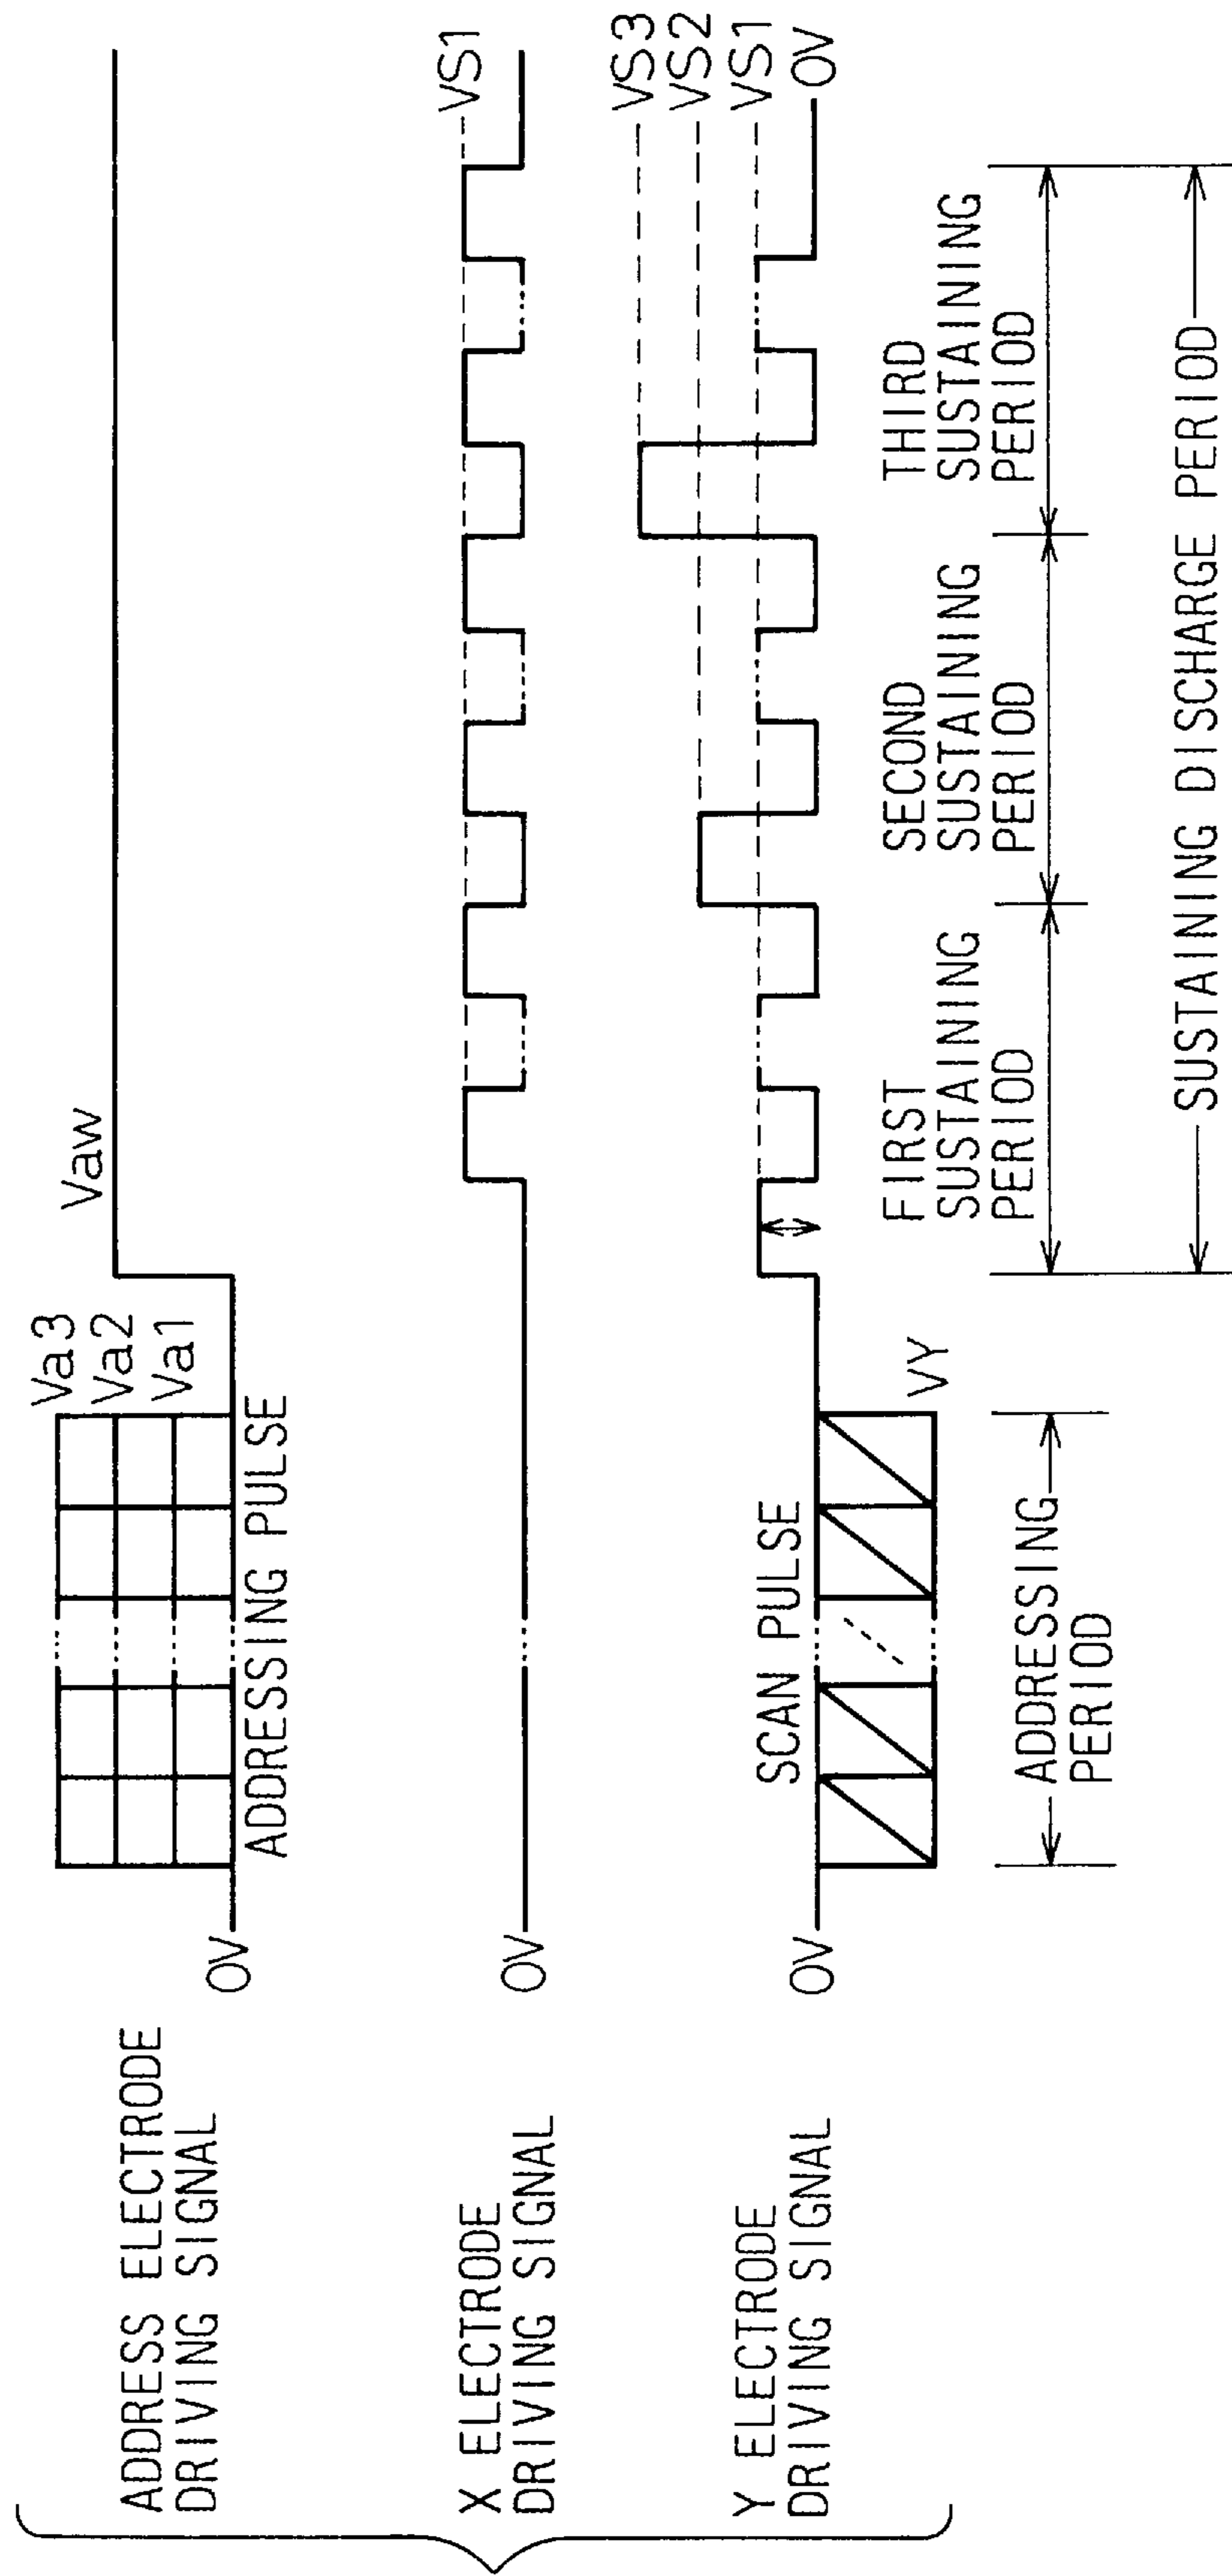 ADDRESS ELECTRODE
DRIVING SIGNAL
0V
Va3
Va2
Va1
ADDRESSING PULSE
Vaw
X ELECTRODE
DRIVING SIGNAL
0V
VS1
Y ELECTRODE
DRIVING SIGNAL
0V
SCAN PULSE
VY
VS3
VS2
VS1
0V
ADDRESSING
PERIOD
FIRST
SUSTAINING
PERIOD
SECOND
SUSTAINING
PERIOD
THIRD
SUSTAINING
PERIOD
SUSTAINING DISCHARGE PERIOD